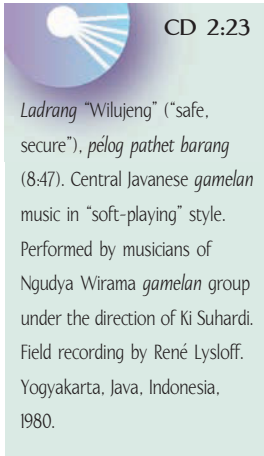 CD 2:23
Ladrang “Wilujeng” (“safe,
secure”), pélog pathet barang
(8:47). Central Javanese gamelan
music in “soft-playing” style.
Performed by musicians of
Ngudya Wirama gamelan group
under the direction of Ki Suhardi.
Field recording by René Lysloff.
Yogyakarta, Java, Indonesia,
1980.